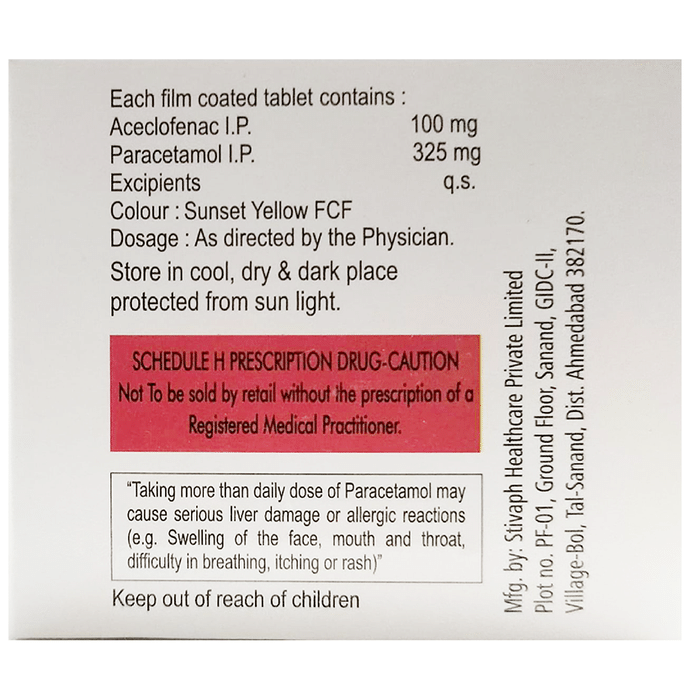 Each film coated tablet contains :
Aceclofenac I.P. 100 mg
Paracetamol I.P. 325 mg
Excipients q.s.
Colour : Sunset Yellow FCF
Dosage : As directed by the Physician.
Store in cool, dry & dark place
protected from sun light.
SCHEDULE H PRESCRIPTION DRUG-CAUTION
Not To be sold by retail without the prescription of a
Registered Medical Practitioner.
“Taking more than daily dose of Paracetamol may
cause serious liver damage or allergic reactions
(e.g. Swelling of the face, mouth and throat,
difficulty in breathing, itching or rash)”
Keep out of reach of children
Mfg. by: Stivaph Healthcare Private Limited
Plot no. PF-01, Ground Floor, Sanand, GIDC-II,
Village-Bol, Tal-Sanand, Dist. Ahmedabad 382170.